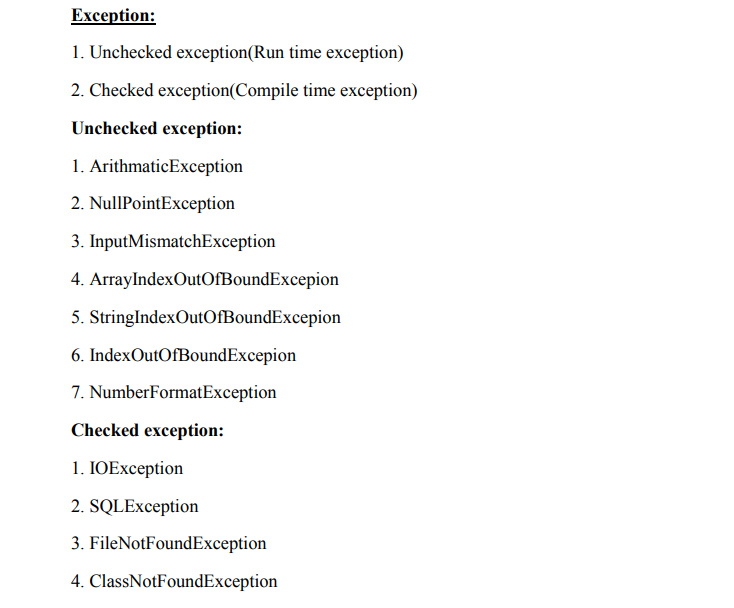 Exception:
1. Unchecked exception(Run time exception)
2. Checked exception(Compile time exception)
Unchecked exception:
1. ArithmaticException
2. NullPointException
3. InputMismatchException
4. ArrayIndexOutOfBoundExcepion
5. StringIndexOutOfBoundExcepion
6. IndexOutOfBoundExcepion
7. NumberFormatException
Checked exception:
1. IOException
2. SQLException
3. FileNotFoundException
4. ClassNotFoundException